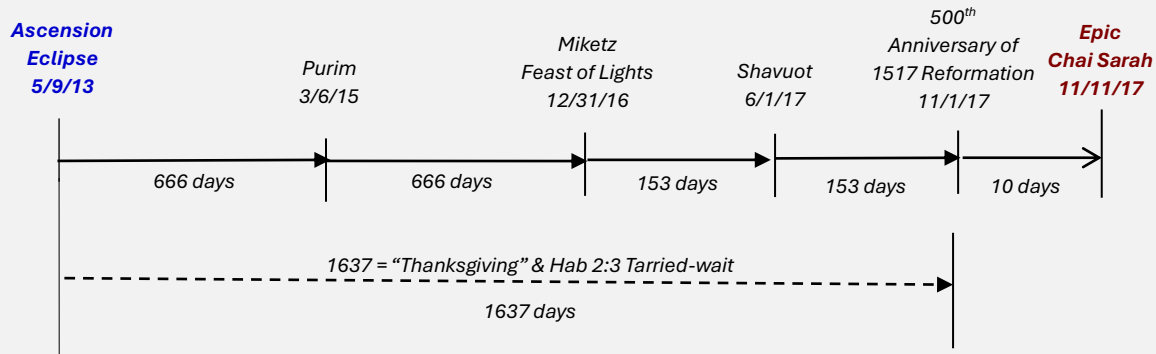 Ascension
Eclipse
5/9/13
Purim
3/6/15
Miketz
Feast of Lights
12/31/16
Shavuot
6/1/17
500th
Anniversary of
1517 Reformation
11/1/17
Epic
Chai Sarah
11/11/17
666 days
666 days
153 days
153 days
10 days
1637 = “Thanksgiving” & Hab 2:3 Tarried-wait
1637 days